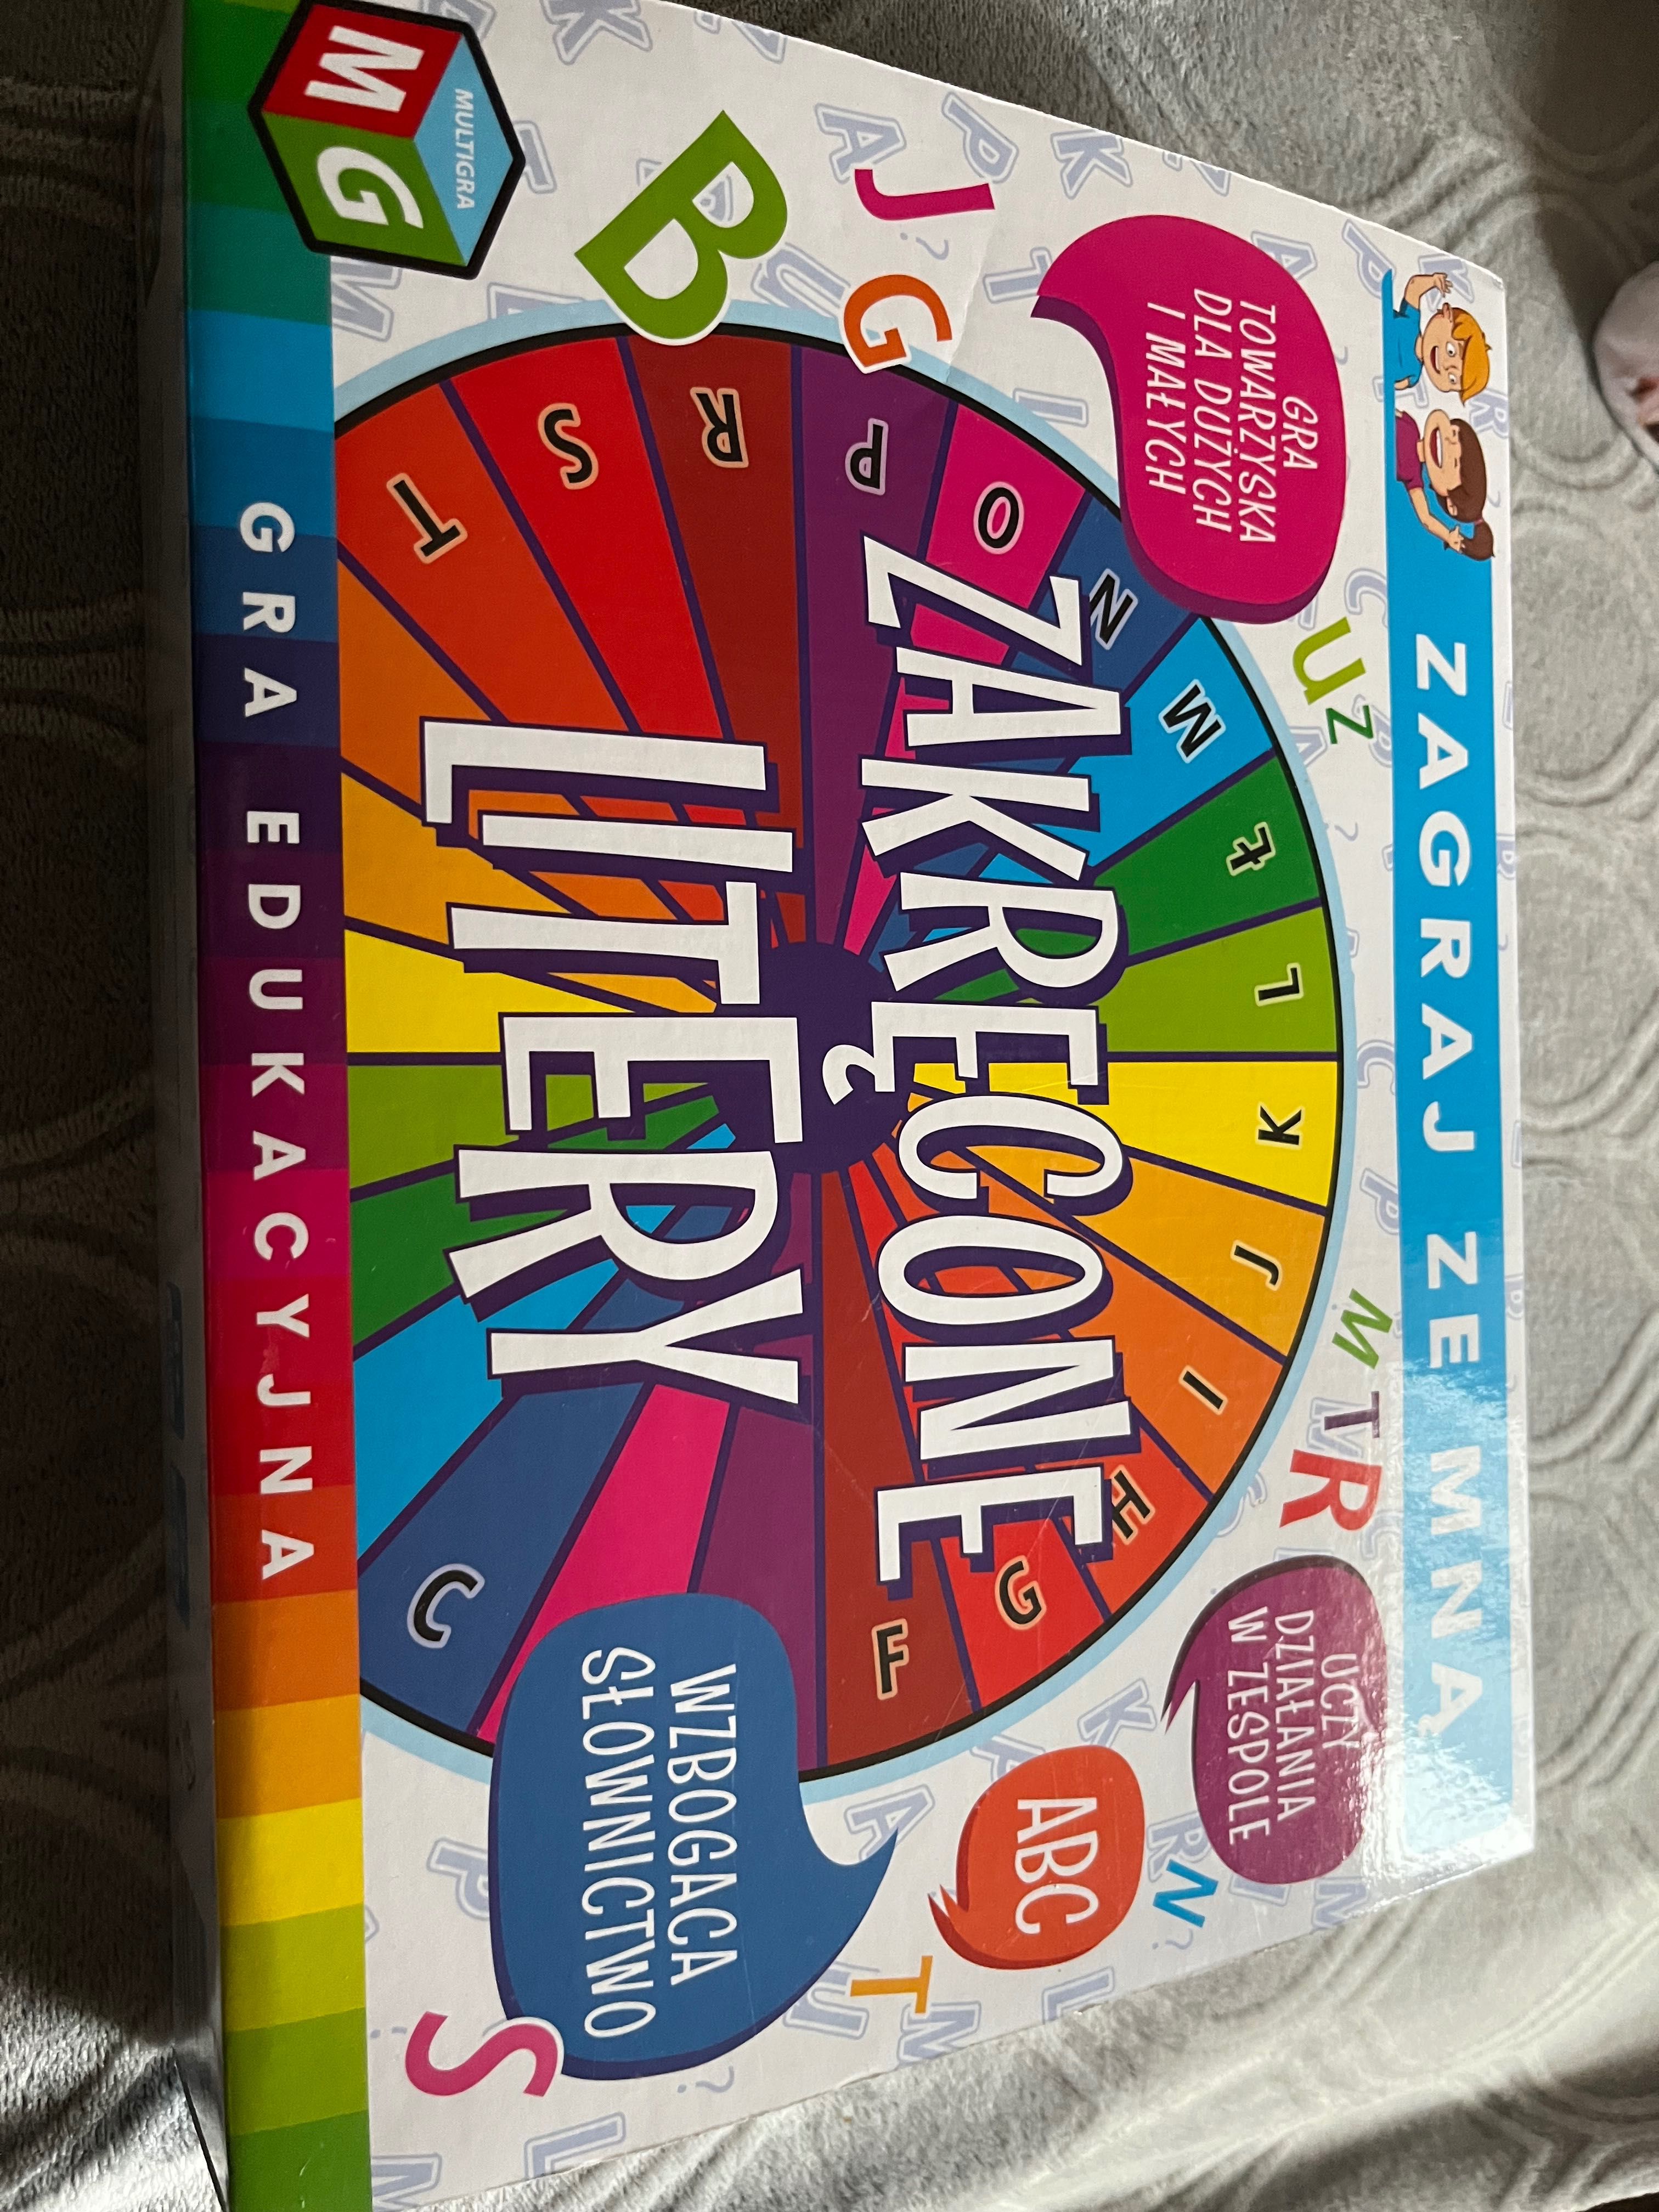 ZAGRAJ ZE MNĄ
GRA
TOWARZYSKA
DLA DUŻYCH
I MAŁYCH
UCZY
DZIAŁANIA
W ZESPOLE
U Z
M T R
J G
B
N
ABC
T
S
O N M Ł L K J I H G F
P R S T
C
ZAKRĘCONE
LITERY
WZBOGACA
SŁOWNICTWO
MULTIGRA
MG
GRA EDUKACYJNA